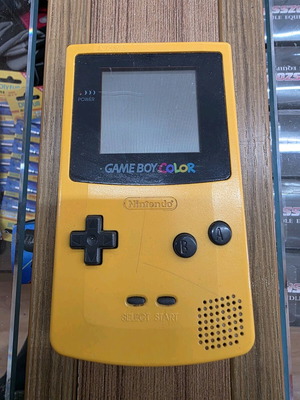 POWER
GAME BOY COLOR
Nintendo
A
B
SELECT START